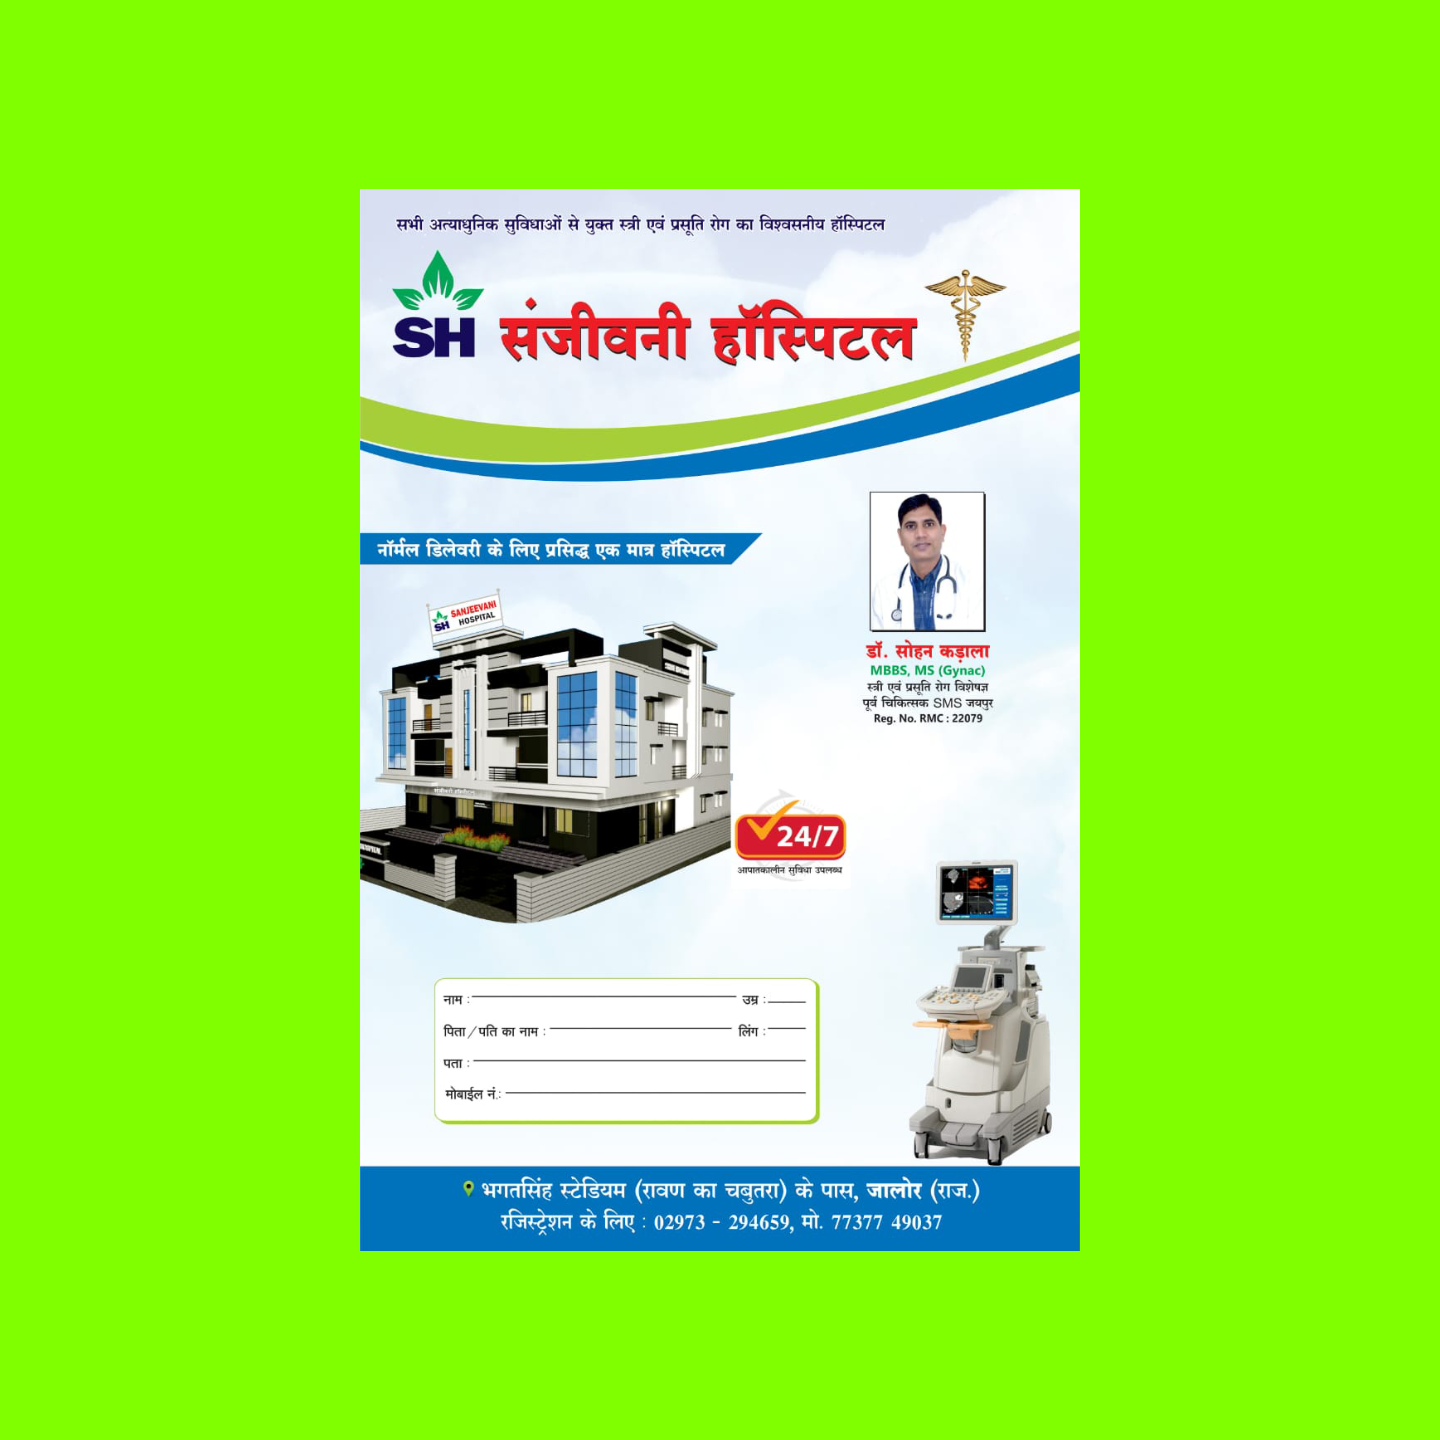 सभी अत्याधुनिक सुविधाओं से युक्त स्त्री एवं प्रसूति रोग का विश्वसनीय हॉस्पिटल
SH संजीवनी हॉस्पिटल
नॉर्मल डिलेवरी के लिए प्रसिद्ध एक मात्र हॉस्पिटल
SH SANJEEVANI
HOSPITAL
डॉ. सोहन कड़ाला
MBBS, MS (Gynac)
स्त्री एवं प्रसूति रोग विशेषज्ञ
पूर्व चिकित्सक SMS जयपुर
Reg. No. RMC : 22079
संजीवनी हॉस्पिटल
24/7
आपातकालीन सुविधा उपलब्ध
नाम : उम्र :
पिता/पति का नाम : लिंग :
पता :
मोबाईल नं.:
भगतसिंह स्टेडियम (रावण का चबुतरा) के पास, जालोर (राज.)
रजिस्ट्रेशन के लिए : 02973 - 294659, मो. 77377 49037